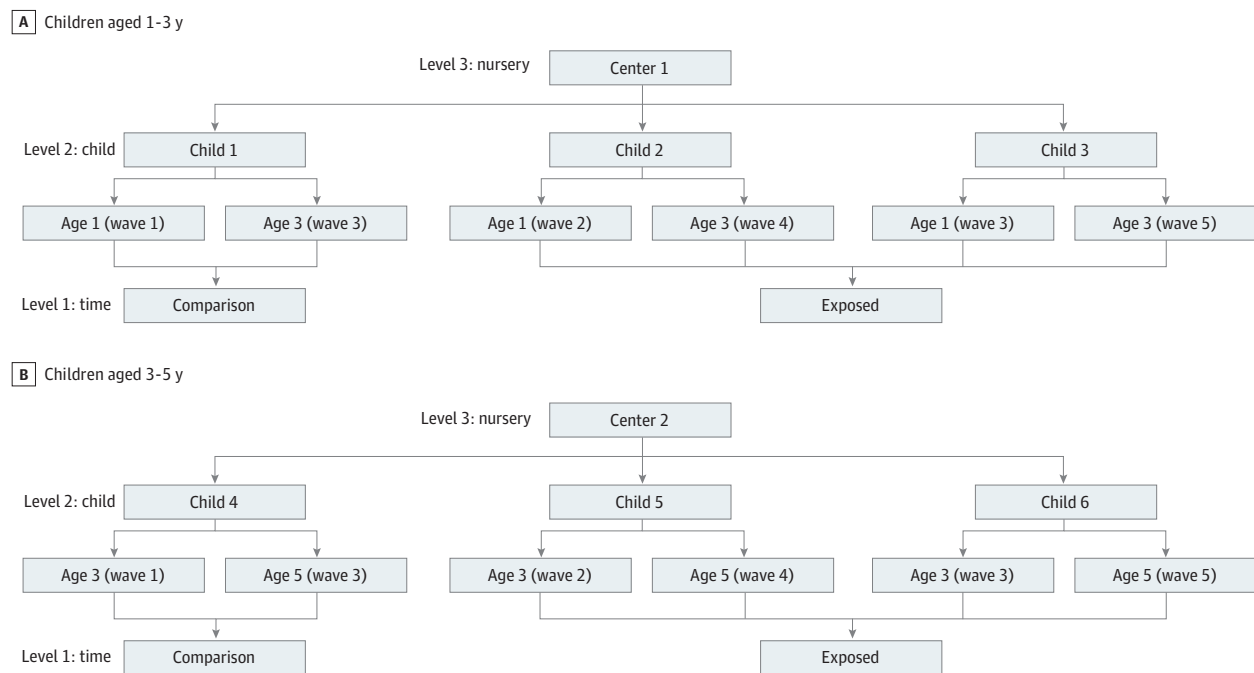 A Children aged 1-3 y
Level 3: nursery Center 1
Level 2: child Child 1 Child 2 Child 3
Age 1 (wave 1) Age 3 (wave 3) Age 1 (wave 2) Age 3 (wave 4) Age 1 (wave 3) Age 3 (wave 5)
Level 1: time Comparison Exposed
B Children aged 3-5 y
Level 3: nursery Center 2
Level 2: child Child 4 Child 5 Child 6
Age 3 (wave 1) Age 5 (wave 3) Age 3 (wave 2) Age 5 (wave 4) Age 3 (wave 3) Age 5 (wave 5)
Level 1: time Comparison Exposed